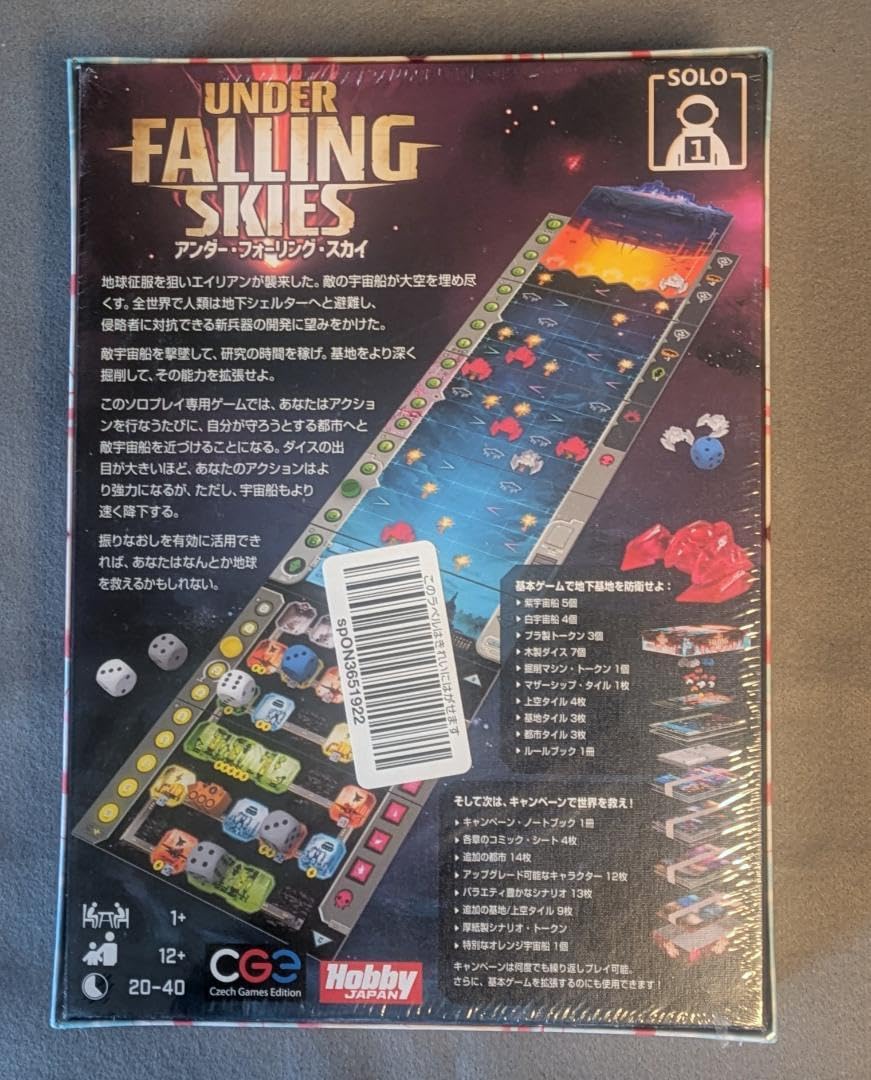 UNDER
FALLING
SKIES
アンダー・フォーリング・スカイ
SOLO
1
地球征服を狙いエイリアンが襲来した。敵の宇宙船が大空を埋め尽
くす。全世界で人類は地下シェルターへと避難し、
侵略者に対抗できる新兵器の開発に望みをかけた。
敵宇宙船を撃墜して、研究の時間を稼げ。基地をより深く
掘削して、その能力を拡張せよ。
このソロプレイ専用ゲームでは、あなたはアクショ
ンを行なうたびに、自分が守ろうとする都市へと
敵宇宙船を近づけることになる。ダイスの出
目が大きいほど、あなたのアクションはよ
り強力になるが、ただし、宇宙船もより
速く降下する。
振りなおしを有効に活用でき
れば、あなたはなんとか地球
を救えるかもしれない。
このラベルはきれいにはがせます
spON3651922
基本ゲームで地下基地を防衛せよ：
▶ 紫宇宙船 5個
▶ 白宇宙船 4個
▶ プラ製トークン 3個
▶ 木製ダイス 7個
▶ 掘削マシン・トークン 1個
▶ マザーシップ・タイル 1枚
▶ 上空タイル 4枚
▶ 基地タイル 3枚
▶ 都市タイル 3枚
▶ ルールブック 1冊
そして次は、キャンペーンで世界を救え！
▶ キャンペーン・ノートブック 1冊
▶ 各章のコミック・シート 4枚
▶ 追加の都市 14枚
▶ アップグレード可能なキャラクター 12枚
▶ バラエティ豊かなシナリオ 13枚
▶ 追加の基地/上空タイル 9枚
▶ 厚紙製シナリオ・トークン
▶ 特別なオレンジ宇宙船 1個
キャンペーンは何度でも繰り返しプレイ可能。
さらに、基本ゲームを拡張するのにも使用できます！
1+
12+
20-40
CGE
Czech Games Edition
Hobby
JAPAN